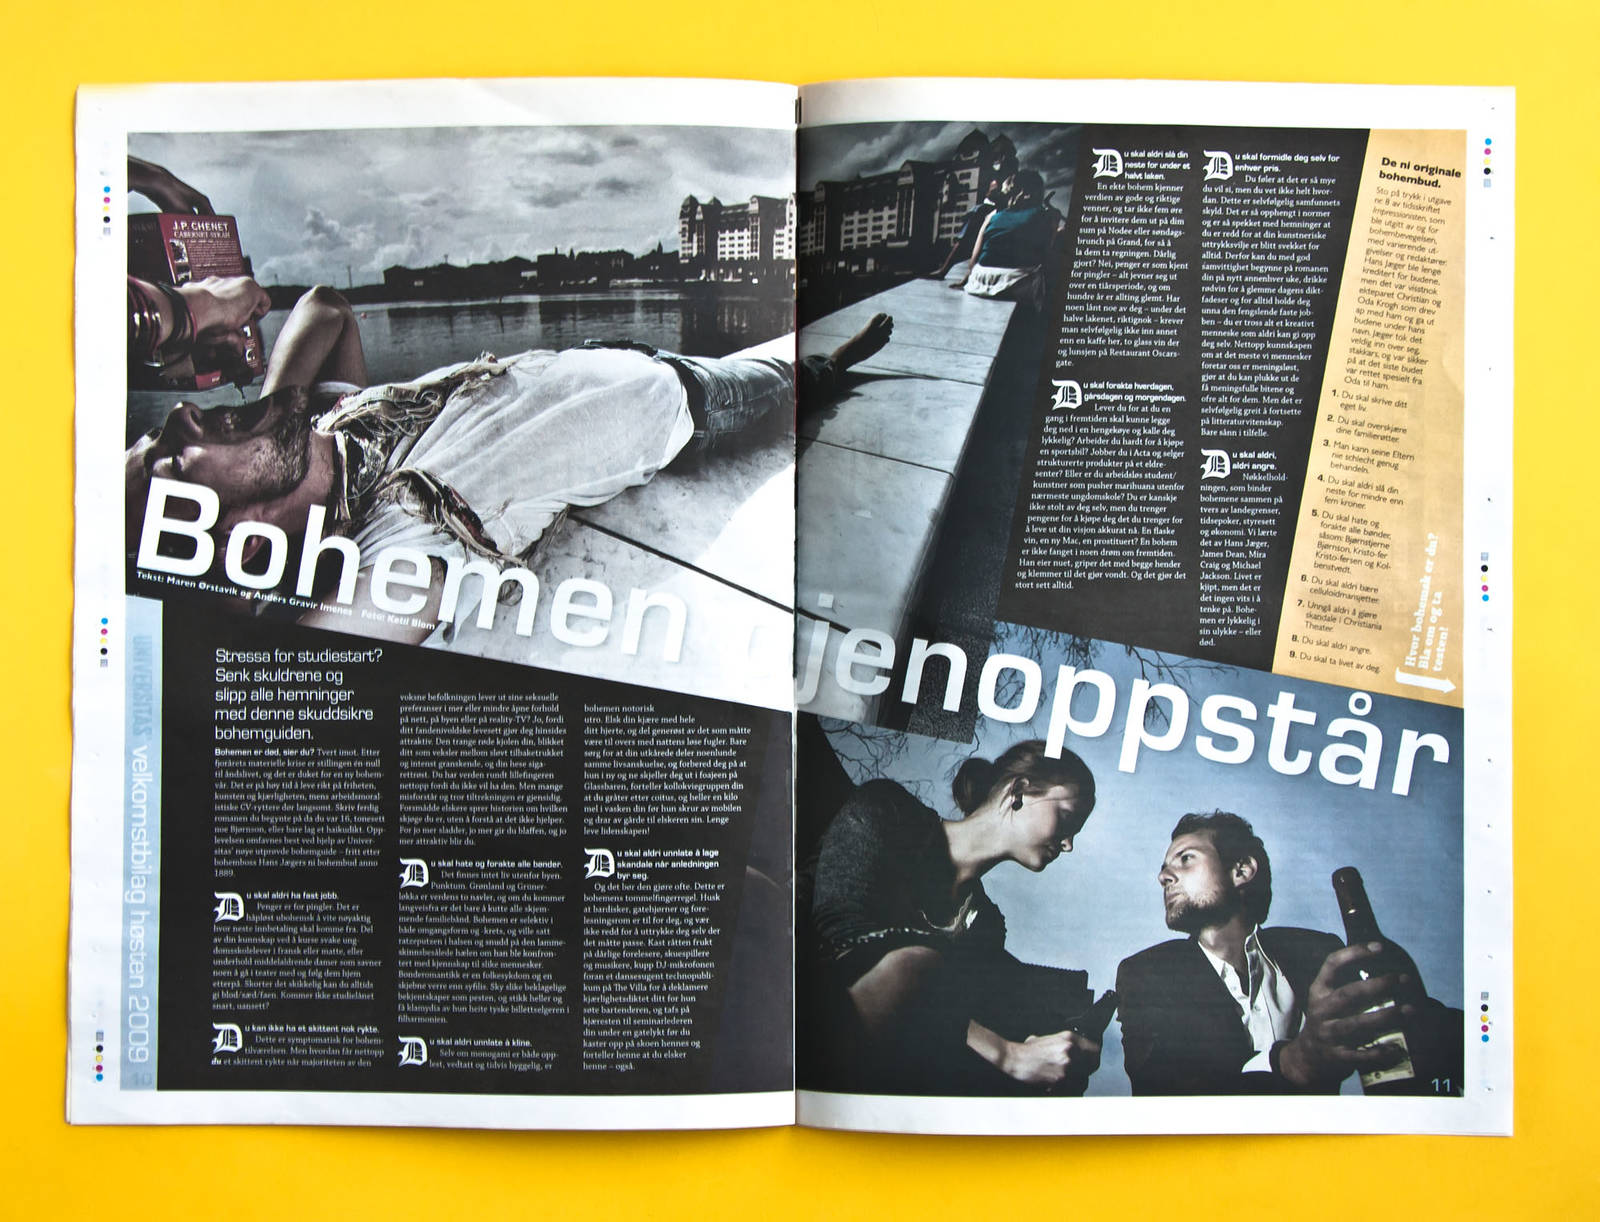 J.P. CHENET
CABERNET-SYRAH
Bohemen gjenoppstår
Tekst: Maren Ørstavik og Anders Gravir Imenes Foto: Ketil Blom
UNIVERSITAS velkomstbilag høsten 2009
10
Stressa for studiestart?
Senk skuldrene og
slipp alle hemninger
med denne skuddsikre
bohemguiden.
Bohemen er død, sier du? Tvert imot. Etter
fjorårets materielle krise er stillingen én-null
til åndslivet, og det er duket for en ny bohem-
vår. Det er på høy tid å leve rikt på friheten,
kunsten og kjærligheten, mens arbeidsmoral-
istiske CV-ryttere dør langsomt. Skriv ferdig
romanen du begynte på da du var 16, tonesett
noe Bjørnson, eller bare lag et haikudikt. Opp-
levelsen omfavnes best ved hjelp av Univer-
sitas' nøye utprøvde bohemguide – fritt etter
bohemboss Hans Jægers ni bohembud anno
1889.
Du skal aldri ha fast jobb.
Penger er for pingler. Det er
håpløst ubohemsk å vite nøyaktig
hvor neste innbetaling skal komme fra. Del
av din kunnskap ved å kurse svake ung-
domsskolelever i fransk eller matte, eller
underhold middelaldrende damer som savner
noen å gå i teater med og følg dem hjem
etterpå. Skorter det skikkelig kan du alltids
gi blod/sæd/faen. Kommer ikke studielånet
snart, uansett?
Du kan ikke ha et skittent nok rykte.
Dette er symptomatisk for bohem-
tilværelsen. Men hvordan får nettopp
du et skittent rykte når majoriteten av den
voksne befolkningen lever ut sine seksuelle
preferanser i mer eller mindre åpne forhold
på nett, på byen eller på reality-TV? Jo, fordi
ditt fandenivoldske levesett gjør deg hinsides
attraktiv. Den trange røde kjolen din, blikket
ditt som veksler mellom sløvt tilbaketrukket
og intenst granskende, og din hese siga-
rettrøst. Du har verden rundt lillefingeren
nettopp fordi du ikke vil ha den. Men mange
misforstår og tror tiltrekningen er gjensidig.
Forsmådde elskere sprer historien om hvilken
skjøge du er, uten å forstå at det ikke hjelper.
For jo mer sladder, jo mer gir du blaffen, og jo
mer attraktiv blir du.
Du skal hate og forakte alle bønder.
Det finnes intet liv utenfor byen.
Punktum. Grønland og Grüner-
løkka er verdens to navler, og om du kommer
langveisfra er det bare å kutte alle skjem-
mende familiebånd. Bohemen er selektiv i
både omgangsform og -krets, og ville satt
ratzeputzen i halsen og snudd på den lamme-
skinnsbesålede hælen om han ble konfron-
tert med kjennskap til slike mennesker.
Bonderomantikk er en folkesykdom og en
skjebne verre enn syfilis. Sky slike beklagelige
bekjentskaper som pesten, og stikk heller og
få klamydia av hun heite tyske billettselgeren i
filharmonien.
Du skal aldri unnlate å kline.
Selv om monogami er både opp-
lest, vedtatt og tidvis hyggelig, er
bohemen notorisk
utro. Elsk din kjære med hele
ditt hjerte, og del generøst av det som måtte
være til overs med nattens løse fugler. Bare
sørg for at din utkårede deler noenlunde
samme livsanskuelse, og forbered deg på at
hun i ny og ne skjeller deg ut i foajeen på
Glassbaren, forteller kollokviegruppen din
at du gråter etter coitus, og heller en kilo
mel i vasken din før hun skrur av mobilen
og drar av gårde til elskeren sin. Lenge
leve lidenskapen!
Du skal aldri unnlate å lage
skandale når anledningen
byr seg.
Og det bør den gjøre ofte. Dette er
bohemens tommelfingerregel. Husk
at bardisker, gatehjørner og fore-
lesningsrom er til for deg, og vær
ikke redd for å uttrykke deg selv der
det måtte passe. Kast råtten frukt
på dårlige forelesere, skuespillere
og musikere, kupp DJ-mikrofonen
foran et dansesugent technopubli-
kum på The Villa for å deklamere
kjærlighetsdiktet ditt for hun
søte bartenderen, og tafs på
kjæresten til seminarlederen
din under en gatelykt før du
kaster opp på skoen hennes og
forteller henne at du elsker
henne – også.
Du skal aldri slå din
neste for under et
halvt laken.
En ekte bohem kjenner
verdien av gode og riktige
venner, og tar ikke fem øre
for å invitere dem ut på dim
sum på Nodee eller søndags-
brunch på Grand, for så å
la dem ta regningen. Dårlig
gjort? Nei, penger er som kjent
for pingler – alt jevner seg ut
over en tiårsperiode, og om
hundre år er allting glemt. Har
noen lånt noe av deg – under det
halve lakenet, riktignok – krever
man selvfølgelig ikke inn annet
enn en kaffe her, to glass vin der
og lunsjen på Restaurant Oscars-
gate.
Du skal forakte hverdagen,
gårsdagen og morgendagen.
Lever du for at du en
gang i fremtiden skal kunne legge
deg ned i en hengekøye og kalle deg
lykkelig? Arbeider du hardt for å kjøpe
en sportsbil? Jobber du i Acta og selger
strukturerte produkter på et eldre-
senter? Eller er du arbeidsløs student/
kunstner som pusher marihuana utenfor
nærmeste ungdomskole? Du er kanskje
ikke stolt av deg selv, men du trenger
pengene for å kjøpe deg det du trenger for
å leve ut din visjon akkurat nå. En flaske
vin, en ny Mac, en prostituert? En bohem
er ikke fanget i noen drøm om fremtiden.
Han eier nuet, griper det med begge hender
og klemmer til det gjør vondt. Og det gjør det
stort sett alltid.
Du skal formidle deg selv for
enhver pris.
Du føler at det er så mye
du vil si, men du vet ikke helt hvor-
dan. Dette er selvfølgelig samfunnets
skyld. Det er så opphengt i normer
og er så spekket med hemninger at
du er redd for at din kunstneriske
uttrykksvilje er blitt svekket for
alltid. Derfor kan du med god
samvittighet begynne på romanen
din på nytt annenhver uke, drikke
rødvin for å glemme dagens dikt-
fadeser og for alltid holde deg
unna den fengslende faste job-
ben – du er tross alt et kreativt
menneske som aldri kan gi opp
deg selv. Nettopp kunnskapen
om at det meste vi mennesker
foretar oss er meningsløst,
gjør at du kan plukke ut de
få meningsfulle bitene og
ofre alt for dem. Men det er
selvfølgelig greit å fortsette
på litteraturvitenskap.
Bare sånn i tilfelle.
Du skal aldri,
aldri angre.
Nøkkelhold-
ningen, som binder
bohemene sammen på
tvers av landegrenser,
tidsepoker, styresett
og økonomi. Vi lærte
det av Hans Jæger,
James Dean, Mira
Craig og Michael
Jackson. Livet er
kjipt, men det er
det ingen vits i å
tenke på. Bohe-
men er lykkelig i
sin ulykke – eller
død.
De ni originale
bohembud.
Sto på trykk i utgave
nr 8 av tidsskriftet
Impressionisten, som
ble utgitt av og for
bohembevegelsen,
med varierende ut-
givelser og redaktører.
Hans Jæger ble lenge
kreditert for budene,
men det var visstnok
ekteparet Christian og
Oda Krogh som drev
ap med ham og ga ut
budene under hans
navn. Jæger tok det
veldig inn over seg,
stakkars, og var sikker
på at det siste budet
var rettet spesielt fra
Oda til ham.
1. Du skal skrive ditt
eget liv.
2. Du skal overskjære
dine familierøtter.
3. Man kann seine Eltern
nie schlecht genug
behandeln.
4. Du skal aldri slå din
neste for mindre enn
fem kroner.
5. Du skal hate og
forakte alle bønder,
såsom: Bjørnstjerne
Bjørnson, Kristo-fer
Kristo-fersen og Kol-
benstvedt.
6. Du skal aldri bære
celluloidmansjetter.
7. Unngå aldri å gjøre
skandale i Christiania
Theater.
8. Du skal aldri angre.
9. Du skal ta livet av deg.
Hvor bohemsk er du?
Bla om og ta
testen!
11